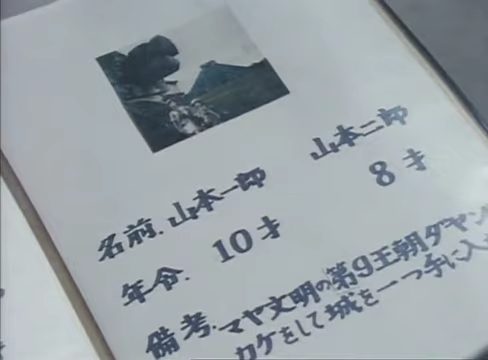 名前.山本一郎 山本二郎
年令. 10才 8才
備考.マヤ文明の第9王朝ダヤン
カケをして城を一つ手に入